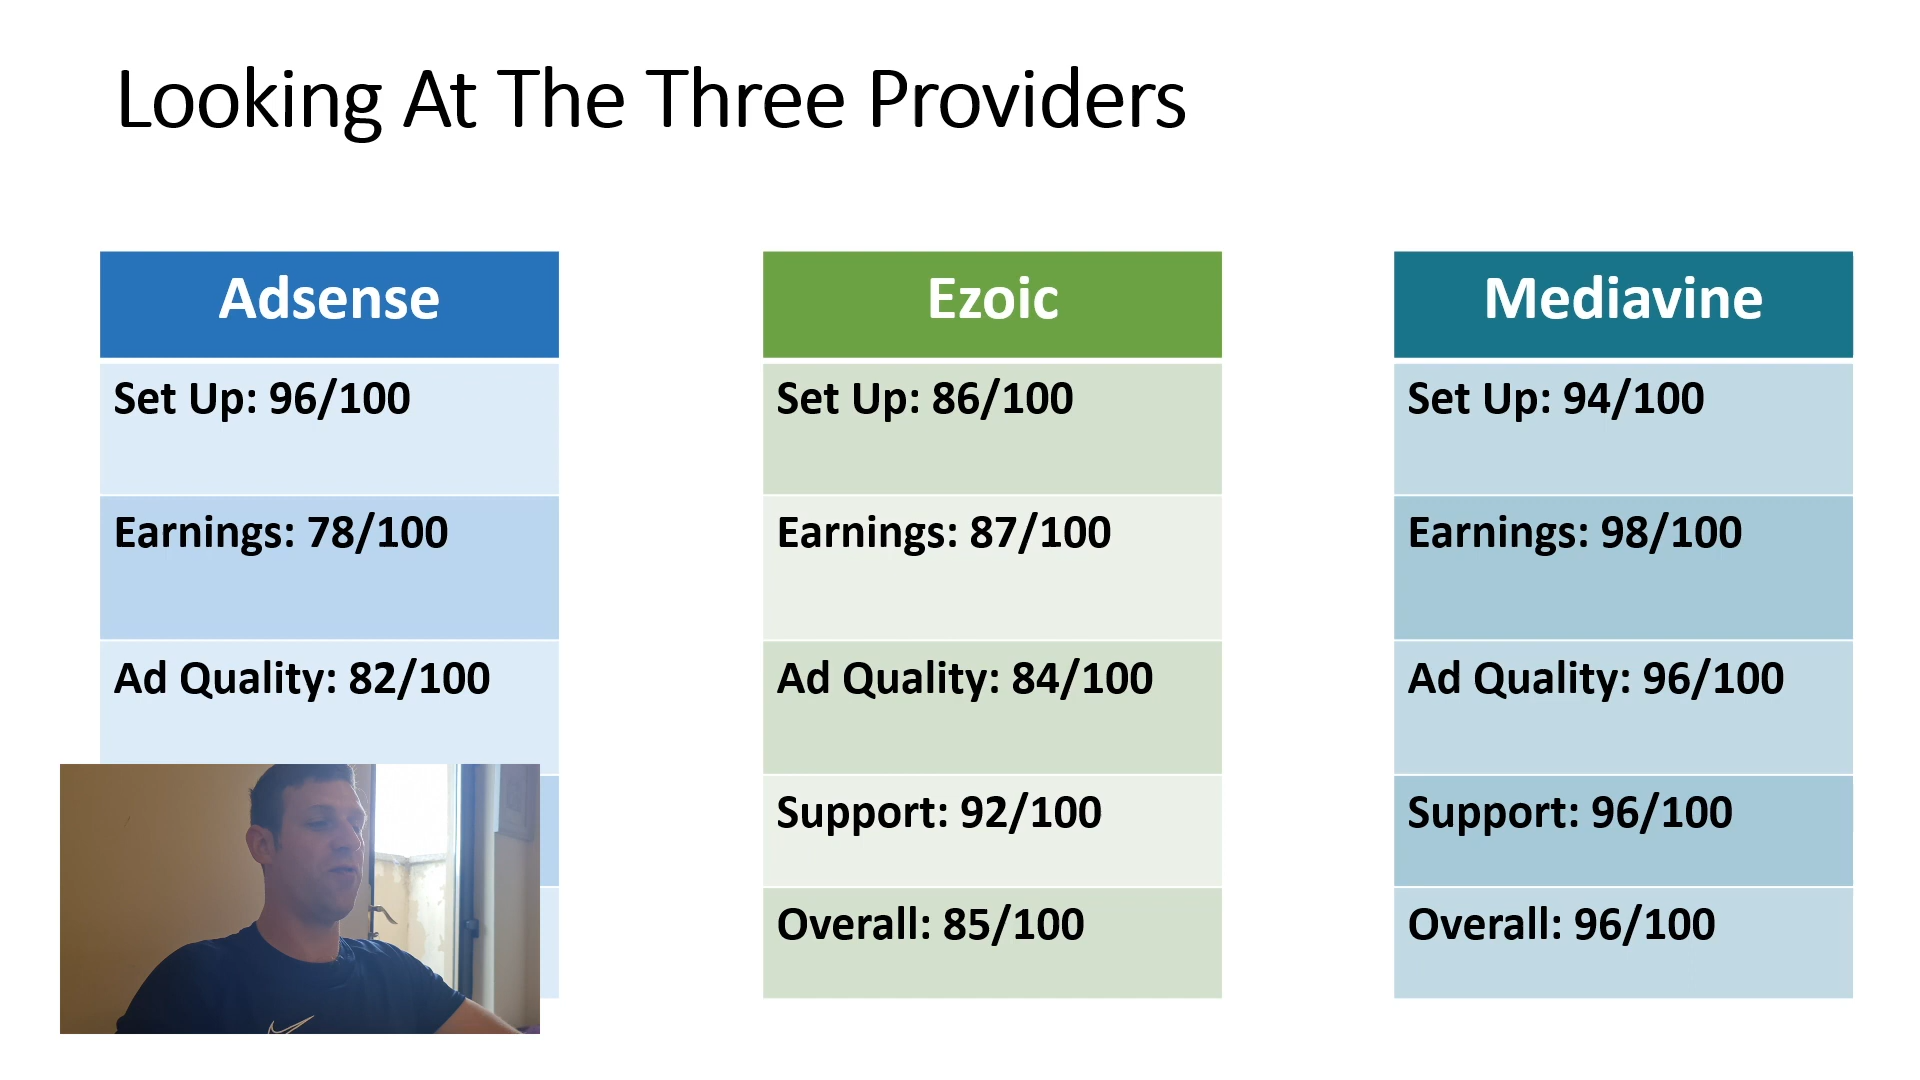 Looking At The Three Providers
Adsense
Set Up: 96/100
Earnings: 78/100
Ad Quality: 82/100
Ezoic
Set Up: 86/100
Earnings: 87/100
Ad Quality: 84/100
Support: 92/100
Overall: 85/100
Mediavine
Set Up: 94/100
Earnings: 98/100
Ad Quality: 96/100
Support: 96/100
Overall: 96/100